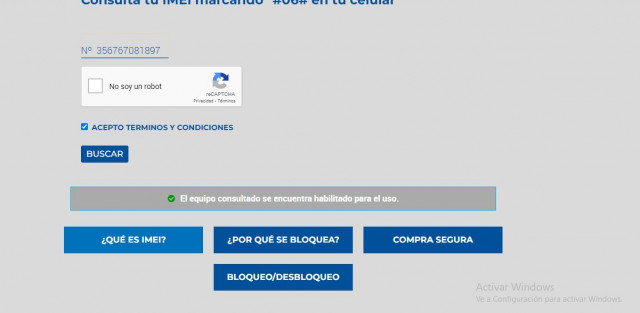 Consulta tu IMEI marcando *#06# en tu celular
Nº 356767081897
No soy un robot
reCAPTCHA
Privacidad - Términos
ACEPTO TERMINOS Y CONDICIONES
BUSCAR
El equipo consultado se encuentra habilitado para el uso.
¿QUÉ ES IMEI?
¿POR QUÉ SE BLOQUEA?
COMPRA SEGURA
BLOQUEO/DESBLOQUEO
Activar Windows
Ve a Configuración para activar Windows.